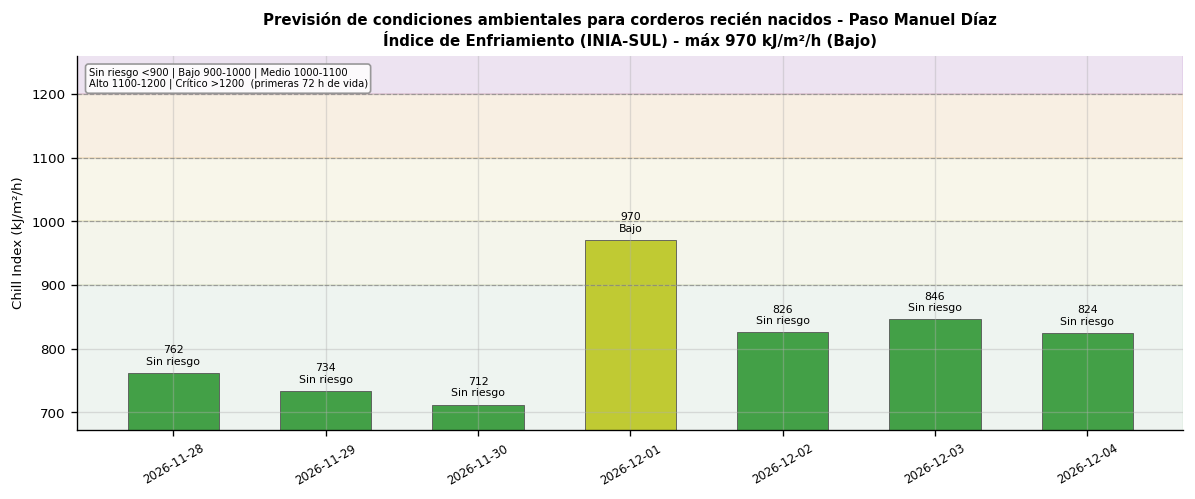 Previsión de condiciones ambientales para corderos recién nacidos - Paso Manuel Díaz
Índice de Enfriamiento (INIA-SUL) - máx 970 kJ/m²/h (Bajo)
Sin riesgo <900 | Bajo 900-1000 | Medio 1000-1100
Alto 1100-1200 | Crítico >1200  (primeras 72 h de vida)
Chill Index (kJ/m²/h)
1200
1100
1000
900
800
700
762
Sin riesgo
734
Sin riesgo
712
Sin riesgo
970
Bajo
826
Sin riesgo
846
Sin riesgo
824
Sin riesgo
2026-11-28
2026-11-29
2026-11-30
2026-12-01
2026-12-02
2026-12-03
2026-12-04